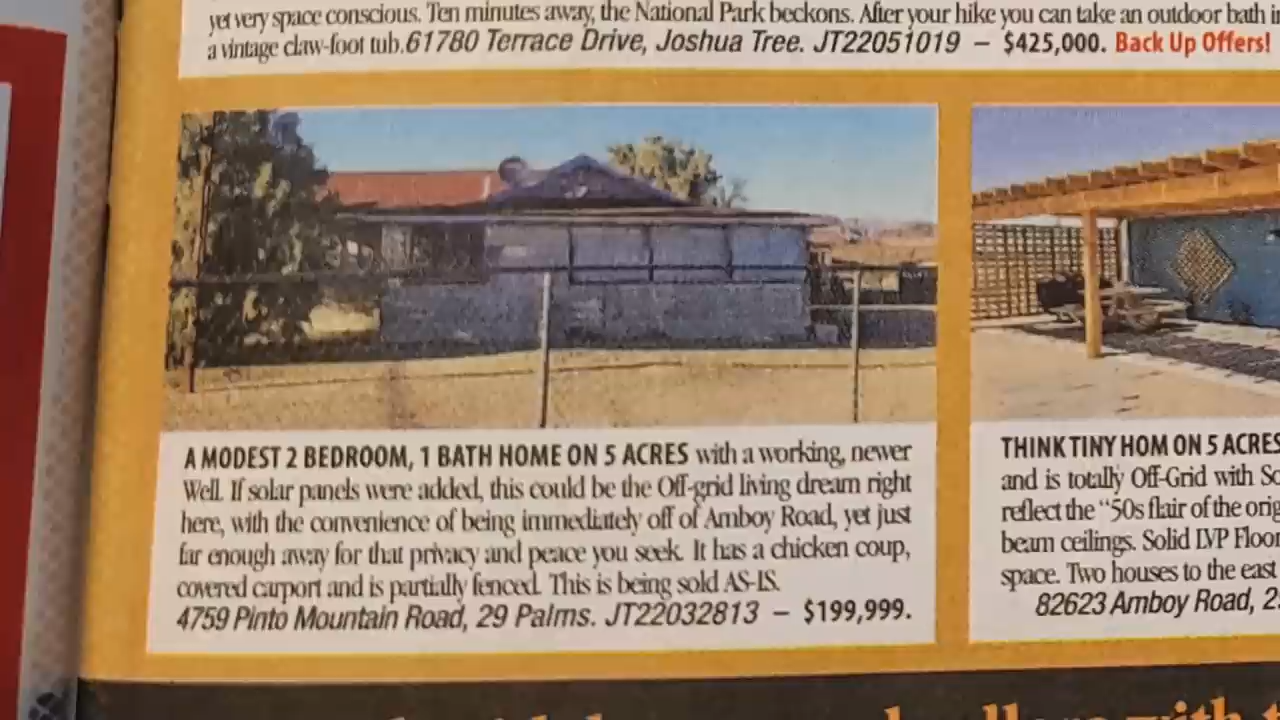 yet very space conscious. Ten minutes away, the National Park beckons. After your hike you can take an outdoor bath in
a vintage claw-foot tub. 61780 Terrace Drive, Joshua Tree. JT22051019 – $425,000. Back Up Offers!
A MODEST 2 BEDROOM, 1 BATH HOME ON 5 ACRES with a working, newer
Well. If solar panels were added, this could be the Off-grid living dream right
here, with the convenience of being immediately off of Amboy Road, yet just
far enough away for that privacy and peace you seek. It has a chicken coup,
covered carport and is partially fenced. This is being sold AS-IS.
4759 Pinto Mountain Road, 29 Palms. JT22032813 – $199,999.
THINK TINY HOM ON 5 ACRES
and is totally Off-Grid with
reflect the “50s flair of the
beam ceilings. Solid LVP
space. Two houses to the east
82623 Amboy Road,